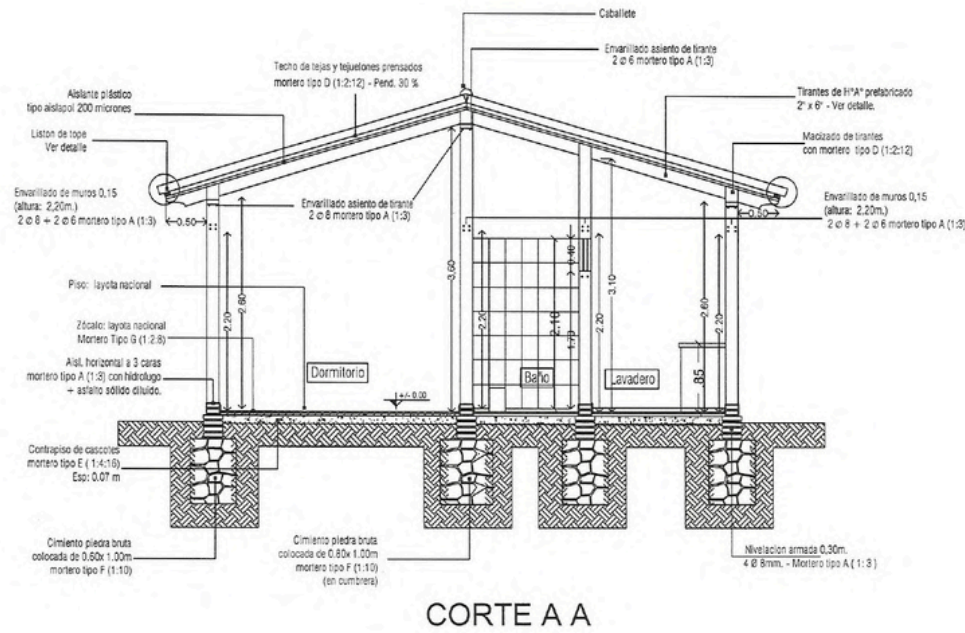 Caballete
Envarillado asiento de tirante
2 Ø 6 mortero tipo A (1:3)
Techo de tejas y tejuelones prensados
mortero tipo D (1:2:12) - Pend. 30 %
Aislante plástico
tipo aislapol 200 micrones
Tirantes de HºAº prefabricado
2" x 6" - Ver detalle.
Liston de tope
Ver detalle
Macizado de tirantes
con mortero tipo D (1:2:12)
Envarillado de muros 0,15
(altura: 2,20m.)
2 Ø 8 + 2 Ø 6 mortero tipo A (1:3)
0.50
Envarillado asiento de tirante
2 Ø 8 mortero tipo A (1:3)
0.50
Envarillado de muros 0,15
(altura: 2,20m.)
2 Ø 8 + 2 Ø 6 mortero tipo A (1:3)
2.20
2.60
3.60
2.20
2.10
0.40
1.70
2.20
3.10
2.60
2.20
.85
Piso: layota nacional
Zócalo: layota nacional
Mortero Tipo G (1:2:8)
Aisl. horizontal a 3 caras
mortero tipo A (1:3) con hidrofugo
+ asfalto sólido diluido.
Dormitorio
+/- 0.00
Baño
Lavadero
Contrapiso de cascotes
mortero tipo E ( 1:4:16)
Esp: 0.07 m
Cimiento piedra bruta
colocada de 0.60x 1.00m
mortero tipo F (1:10)
Cimiento piedra bruta
colocada de 0.60x 1.00m
mortero tipo F (1:10)
(en cumbrera)
Nivelacion armada 0,30m.
4 Ø 8mm. - Mortero tipo A ( 1: 3 )
CORTE A A